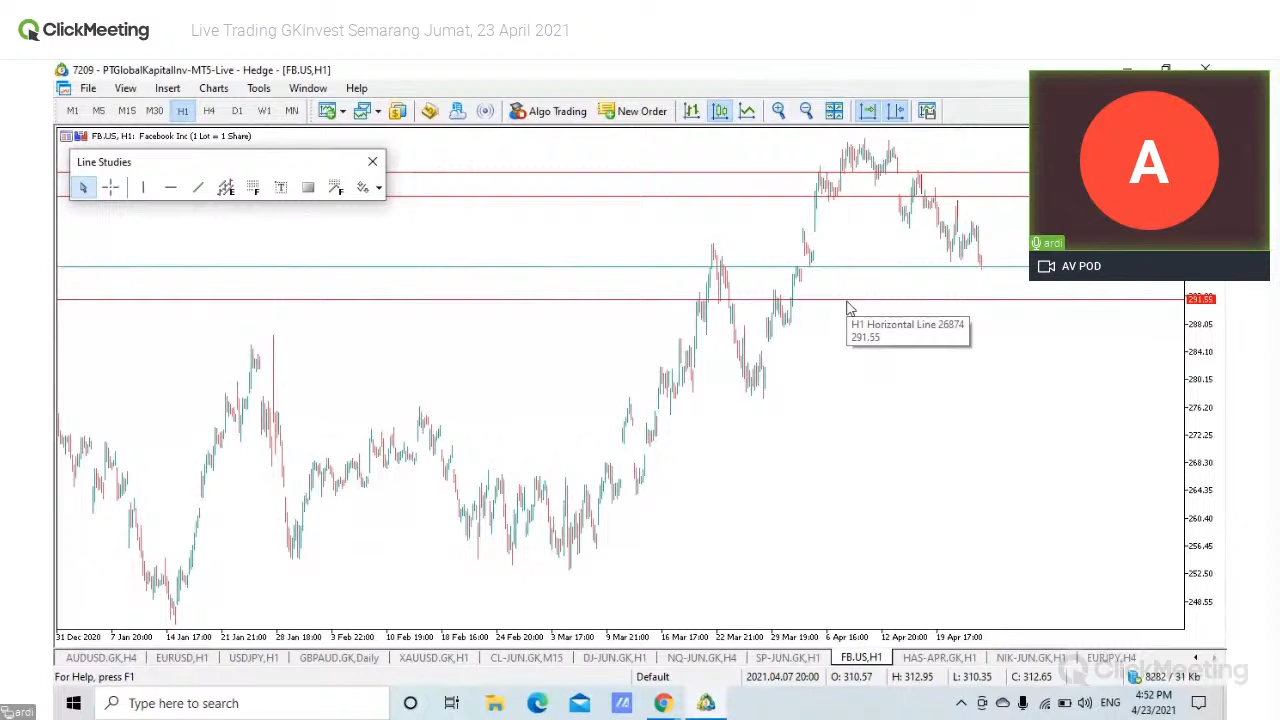 ClickMeeting
Live Trading GKInvest Semarang Jumat, 23 April 2021
7209 - PTGlobalKapitalInv-MT5-Live - Hedge - [FB.US,H1]
File View Insert Charts Tools Window Help
M1 M5 M15 M30 H1 H4 D1 W1 MN Algo Trading New Order
FB.US, H1: Facebook Inc (1 Lot = 1 Share)
Line Studies
E F T F
A
ardi
AV POD
291.55
H1 Horizontal Line 26874
291.55
288.05
284.10
280.15
276.20
272.25
268.30
264.35
260.40
256.45
252.50
248.55
31 Dec 2020 7 Jan 20:00 14 Jan 17:00 21 Jan 21:00 28 Jan 18:00 3 Feb 22:00 10 Feb 19:00 18 Feb 16:00 24 Feb 20:00 3 Mar 17:00 9 Mar 21:00 16 Mar 17:00 22 Mar 21:00 29 Mar 19:00 6 Apr 16:00 12 Apr 20:00 19 Apr 17:00
AUDUSD.GK,H4 EURUSD,H1 USDJPY,H1 GBPAUD.GK,Daily XAUUSD.GK,H1 CL-JUN.GK,M15 DJ-JUN.GK,H1 NQ-JUN.GK,H4 SP-JUN.GK,H1 FB.US,H1 HAS-APR.GK,H1 NIK-JUN.GK,H1 EURJPY,H4
ClickMeeting
For Help, press F1 Default 2021.04.07 20:00 O: 310.57 H: 312.95 L: 310.35 C: 312.65 8282 / 31 Kb
Type here to search
ENG
4:52 PM
4/23/2021
ardi